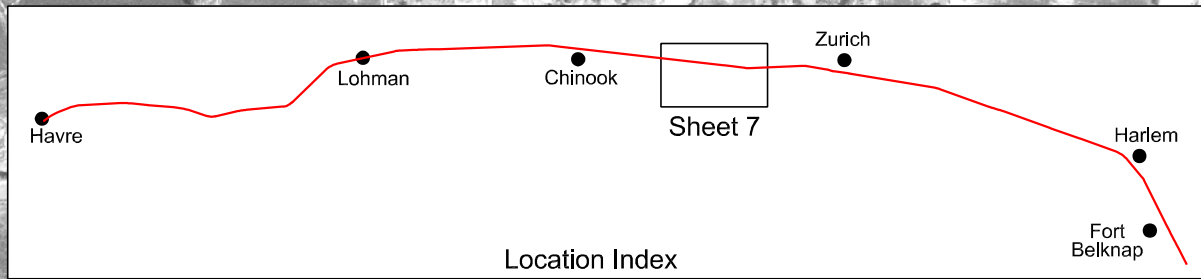 Zurich
Lohman
Chinook
Sheet 7
Havre
Harlem
Fort
Belknap
Location Index